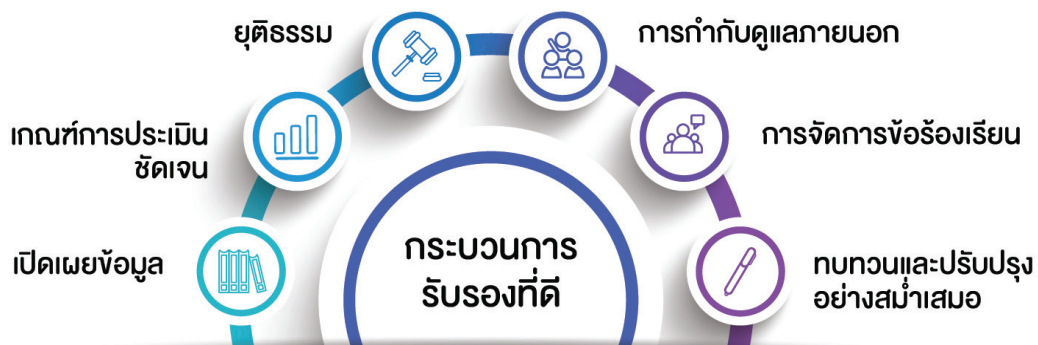 ยุติธรรม
การกำกับดูแลภายนอก
เกณฑ์การประเมิน
ชัดเจน
การจัดการข้อร้องเรียน
เปิดเผยข้อมูล
กระบวนการ
รับรองที่ดี
ทบทวนและปรับปรุง
อย่างสม่ำเสมอ